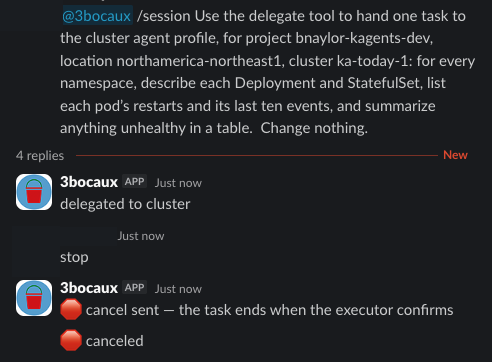 @3bocaux /session Use the delegate tool to hand one task to
the cluster agent profile, for project bnaylor-kagents-dev,
location northamerica-northeast1, cluster ka-today-1: for every
namespace, describe each Deployment and StatefulSet, list
each pod's restarts and its last ten events, and summarize
anything unhealthy in a table.  Change nothing.
4 replies New
3bocaux APP Just now
delegated to cluster
Just now
stop
3bocaux APP Just now
🛑 cancel sent — the task ends when the executor confirms
🛑 canceled